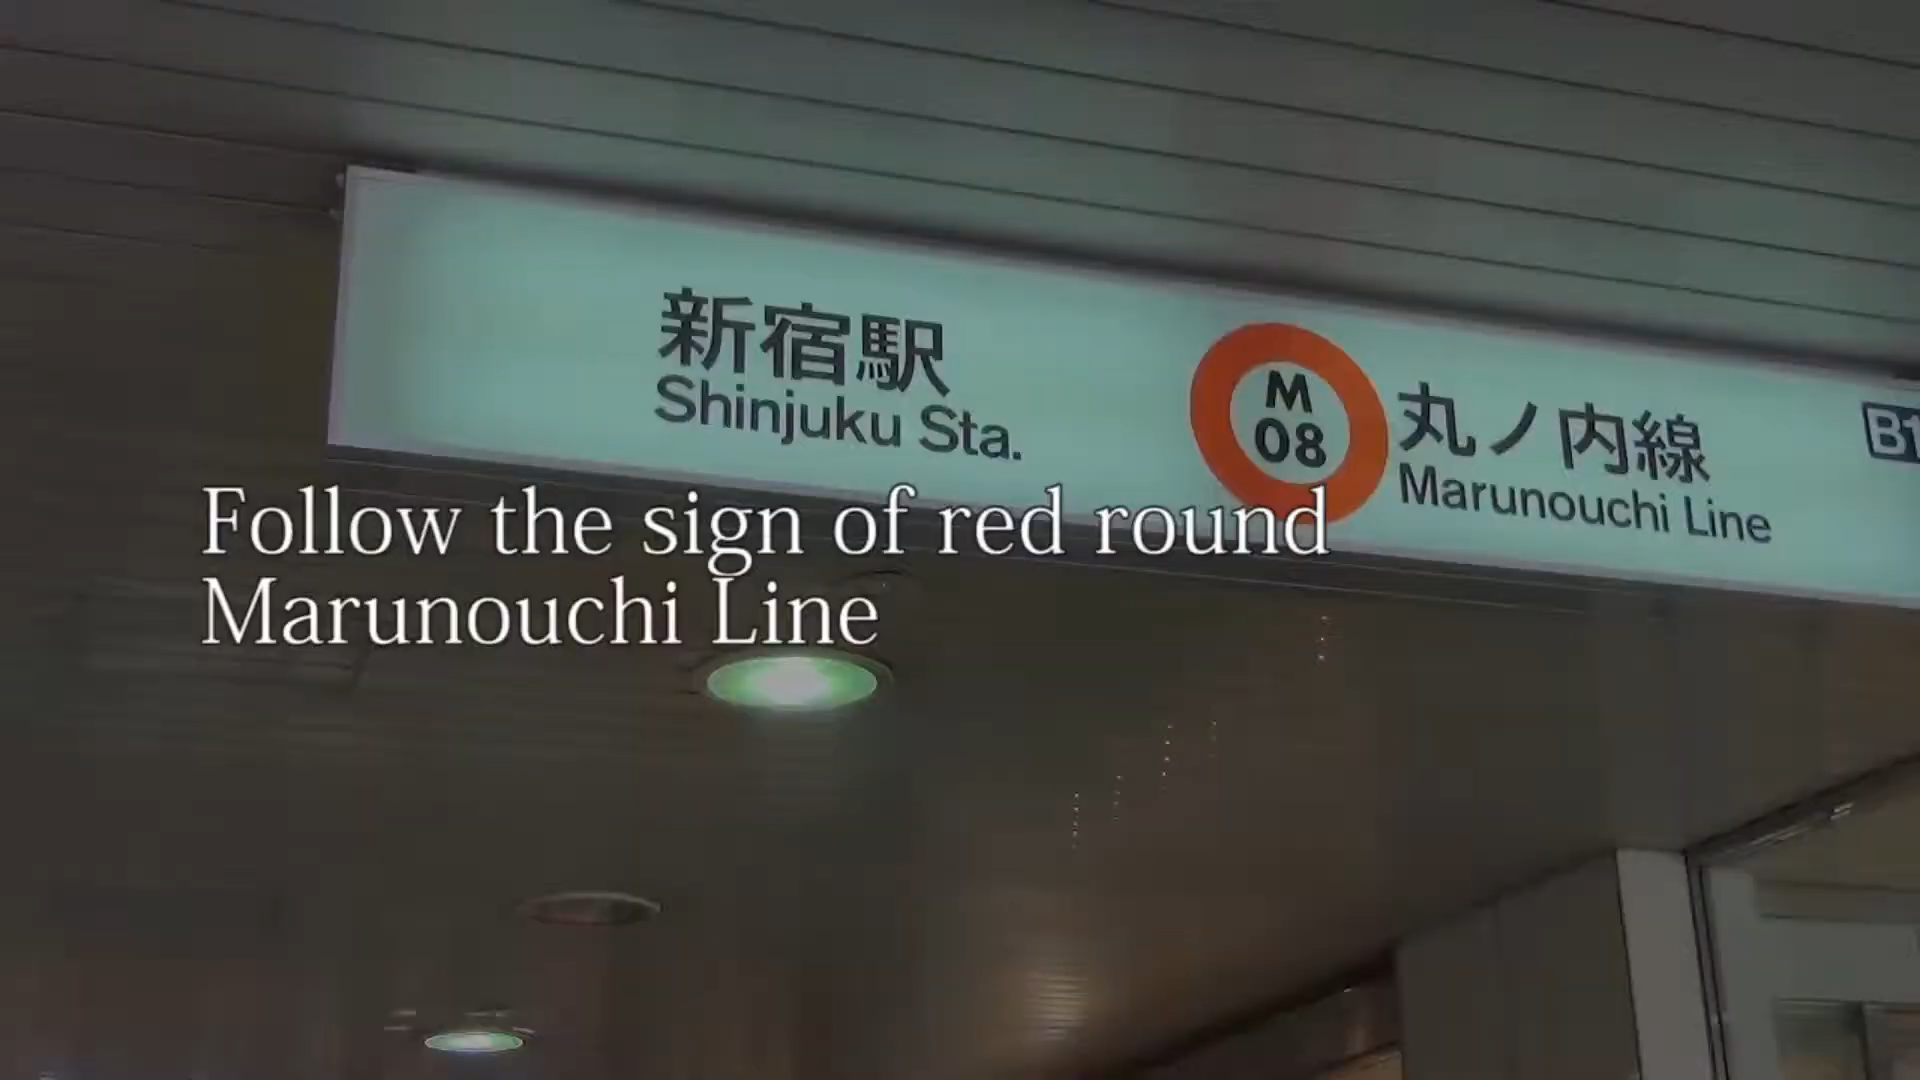 新宿駅
Shinjuku Sta.
M
08
丸ノ内線
Marunouchi Line
Follow the sign of red round
Marunouchi Line